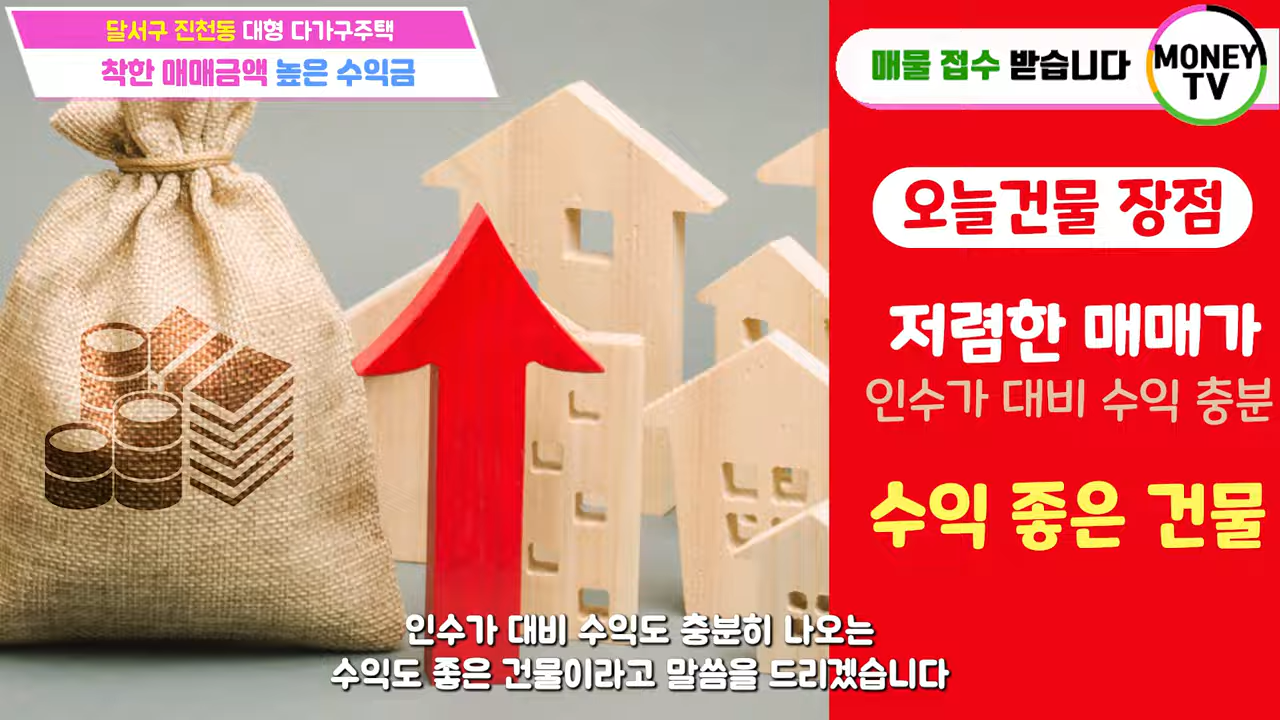 달서구 진천동 대형 다가구주택
착한 매매금액 높은 수익금
매물 접수 받습니다
MONEY
TV
오늘건물 장점
저렴한 매매가
인수가 대비 수익 충분
수익 좋은 건물
인수가 대비 수익도 충분히 나오는
수익도 좋은 건물이라고 말씀을 드리겠습니다